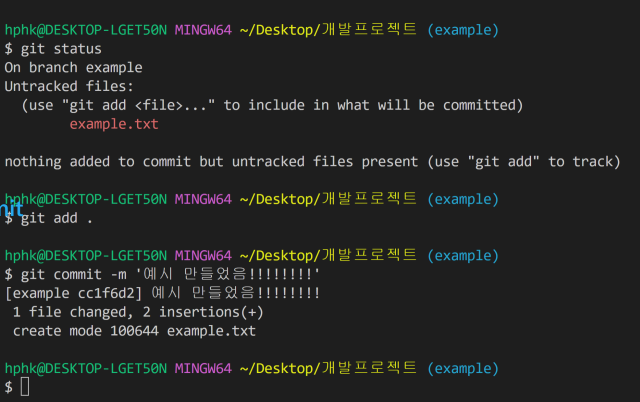 hphk@DESKTOP-LGET50N MINGW64 ~/Desktop/개발프로젝트 (example)
$ git status
On branch example
Untracked files:
  (use "git add <file>..." to include in what will be committed)
        example.txt

nothing added to commit but untracked files present (use "git add" to track)

hphk@DESKTOP-LGET50N MINGW64 ~/Desktop/개발프로젝트 (example)
$ git add .

hphk@DESKTOP-LGET50N MINGW64 ~/Desktop/개발프로젝트 (example)
$ git commit -m '예시 만들었음!!!!!!!!'
[example cc1f6d2] 예시 만들었음!!!!!!!!
 1 file changed, 2 insertions(+)
 create mode 100644 example.txt

hphk@DESKTOP-LGET50N MINGW64 ~/Desktop/개발프로젝트 (example)
$